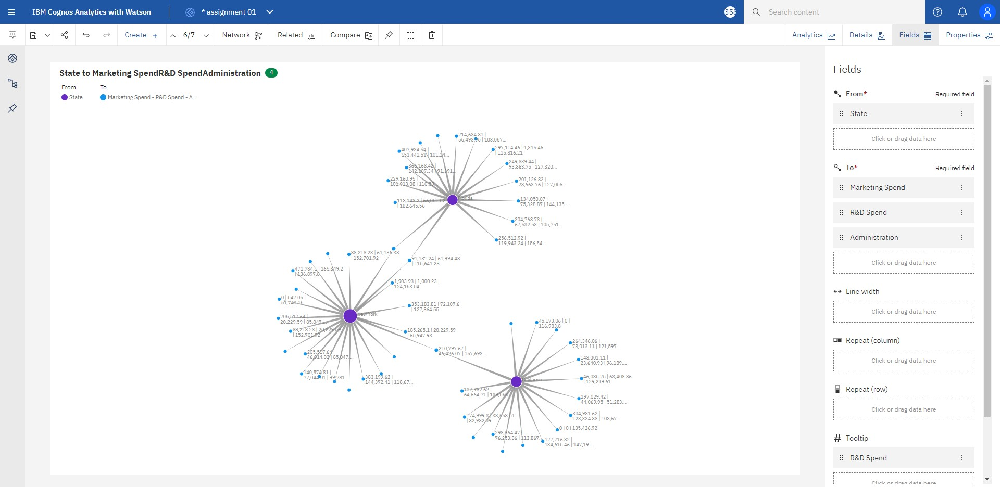 IBM Cognos Analytics with Watson
* assignment 01
358
Search content
Create +
6/7
Network
Related
Compare
Analytics
Details
Fields
Properties
State to Marketing SpendR&D SpendAdministration 4
From
To
State
Marketing Spend - R&D Spend - A...
214,634.81 |
55,493.95 | 103,057...
407,934.54 |
153,441.51 | 101,14...
297,114.46 | 1,315.46
| 115,816.21
366,168.42 |
142,107.34 | 91,391...
249,839.44 |
93,863.75 | 127,320...
229,160.95 |
101,913.08 | 110,59...
201,126.82 |
28,663.76 | 127,056...
118,148.2 | 66,051.52
| 182,645.56
Florida
134,050.07 |
75,328.87 | 144,135...
304,768.73 |
67,532.53 | 105,751...
256,512.92 |
119,943.24 | 156,54...
88,218.23 | 61,136.38
| 152,701.92
91,131.24 | 61,994.48
| 115,641.28
471,784.1 | 165,349.2
| 136,897.8
1,903.93 | 1,000.23 |
124,153.04
0 | 542.05 |
51,743.15
353,183.81 | 72,107.6
| 127,864.55
205,517.64 |
20,229.59 | 85,047....
New York
88,218.23 | 20,229.59
| 152,701.92
185,265.1 | 20,229.59
| 65,947.93
205,517.64 |
46,014.02 | 85,047....
210,797.67 |
46,426.07 | 157,693...
140,574.81 |
77,044.01 | 99,281....
383,199.62 |
144,372.41 | 118,67...
45,173.06 | 0 |
116,983.8
264,346.06 |
78,013.11 | 121,597...
148,001.11 |
23,640.93 | 96,189....
California
46,085.25 | 63,408.86
| 129,219.61
137,962.62 |
64,664.71 | 139,553...
197,029.42 |
44,069.95 | 51,283....
174,999.3 | 38,558.51
| 82,982.09
304,981.62 |
123,334.88 | 108,67...
0 | 0 | 135,426.92
298,664.47 |
76,253.86 | 113,867...
127,716.82 |
134,615.46 | 147,19...
Fields
From*
Required field
State
Click or drag data here
To*
Required field
Marketing Spend
R&D Spend
Administration
Click or drag data here
Line width
Click or drag data here
Repeat (column)
Click or drag data here
Repeat (row)
Click or drag data here
Tooltip
R&D Spend
Click or drag data here